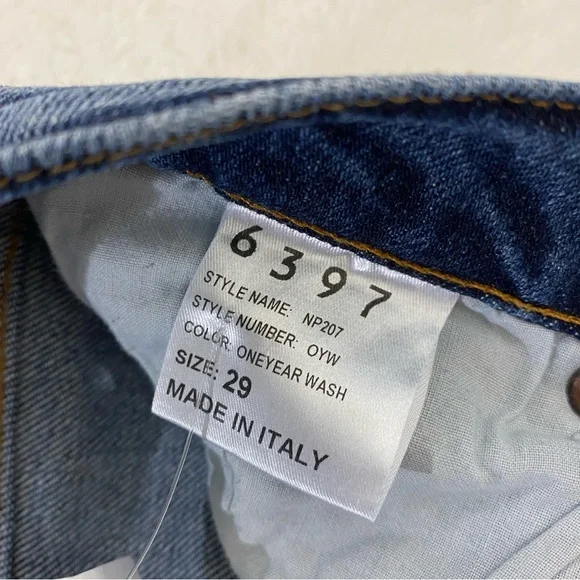 6397
STYLE NAME: NP207
STYLE NUMBER: OYW
COLOR: ONEYEAR WASH
SIZE: 29
MADE IN ITALY